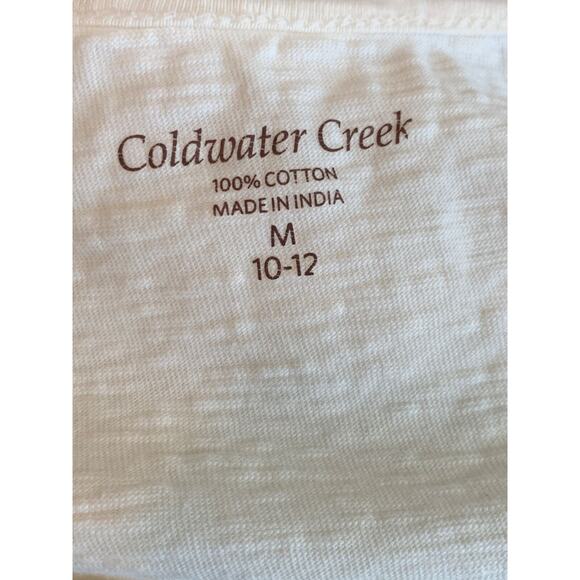 Coldwater Creek
100% COTTON
MADE IN INDIA
M
10-12